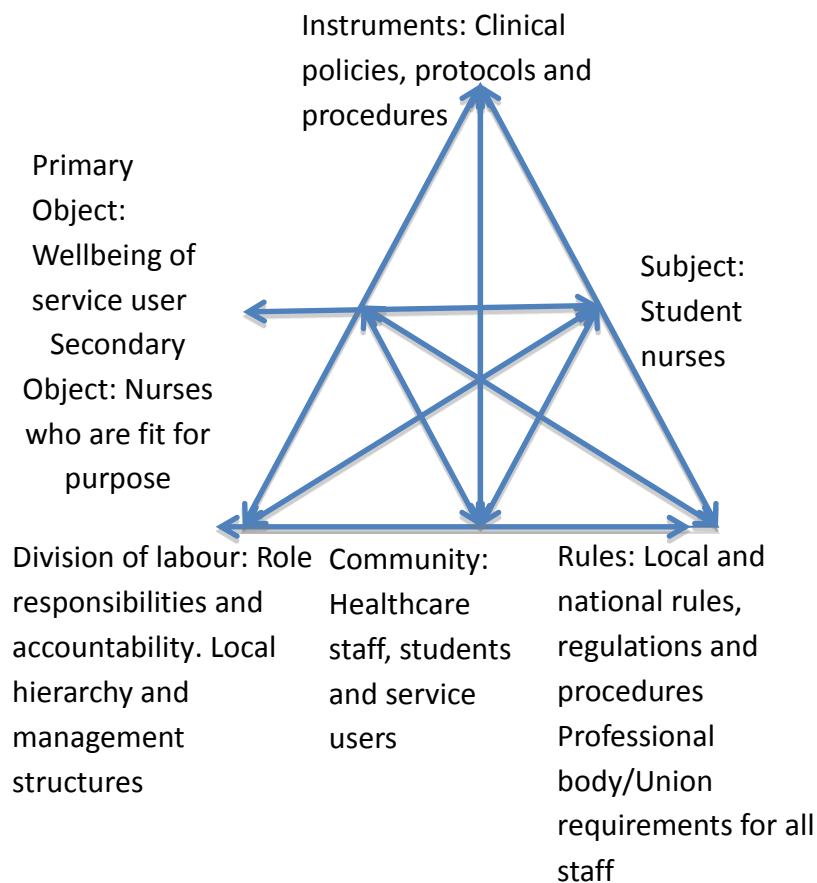 Instruments: Clinical
policies, protocols and
procedures
Primary
Object:
Wellbeing of
service user
Secondary
Object: Nurses
who are fit for
purpose
Subject:
Student
nurses
Division of labour: Role
responsibilities and
accountability. Local
hierarchy and
management
structures
Community:
Healthcare
staff, students
and service
users
Rules: Local and
national rules,
regulations and
procedures
Professional
body/Union
requirements for all
staff